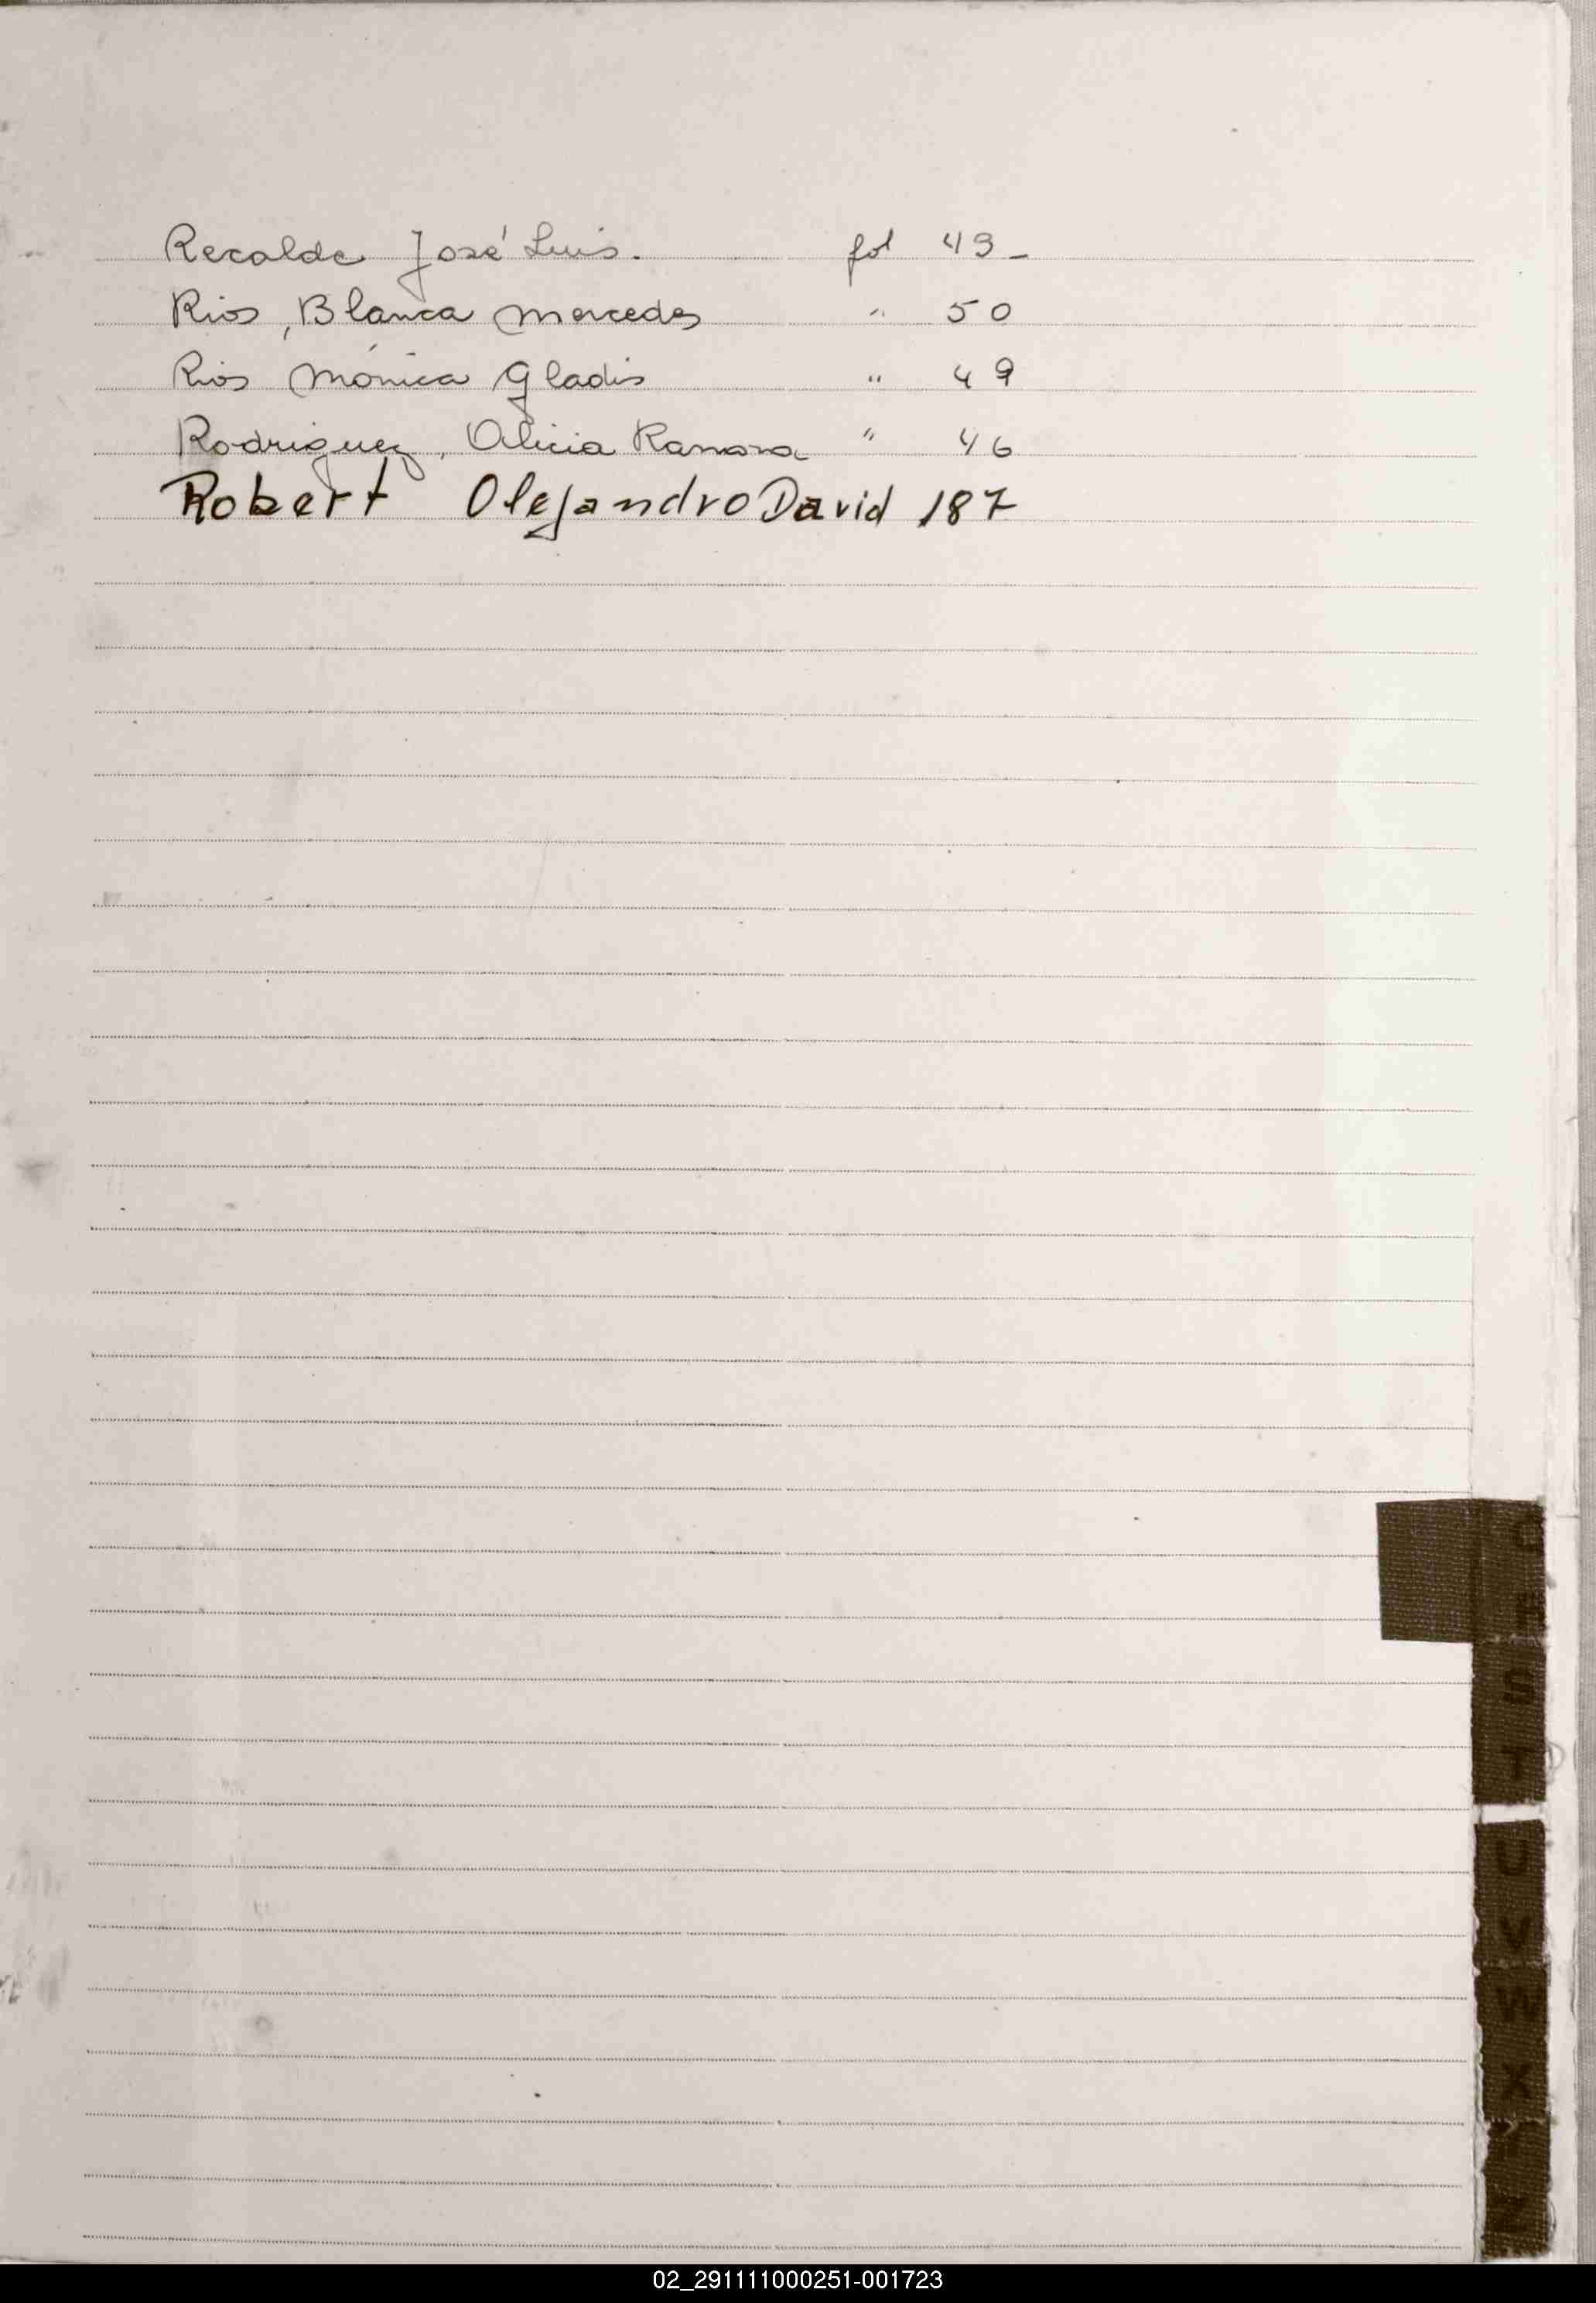 Recalde José Luis. fol 49-
Rios, Blanca Mercedes " 50
Rios Mónica Gladis " 49
Rodriguez, Alicia Ramona " 46
Robert Alejandro David 187
S
T
U
V
W
X
02_291111000251-001723